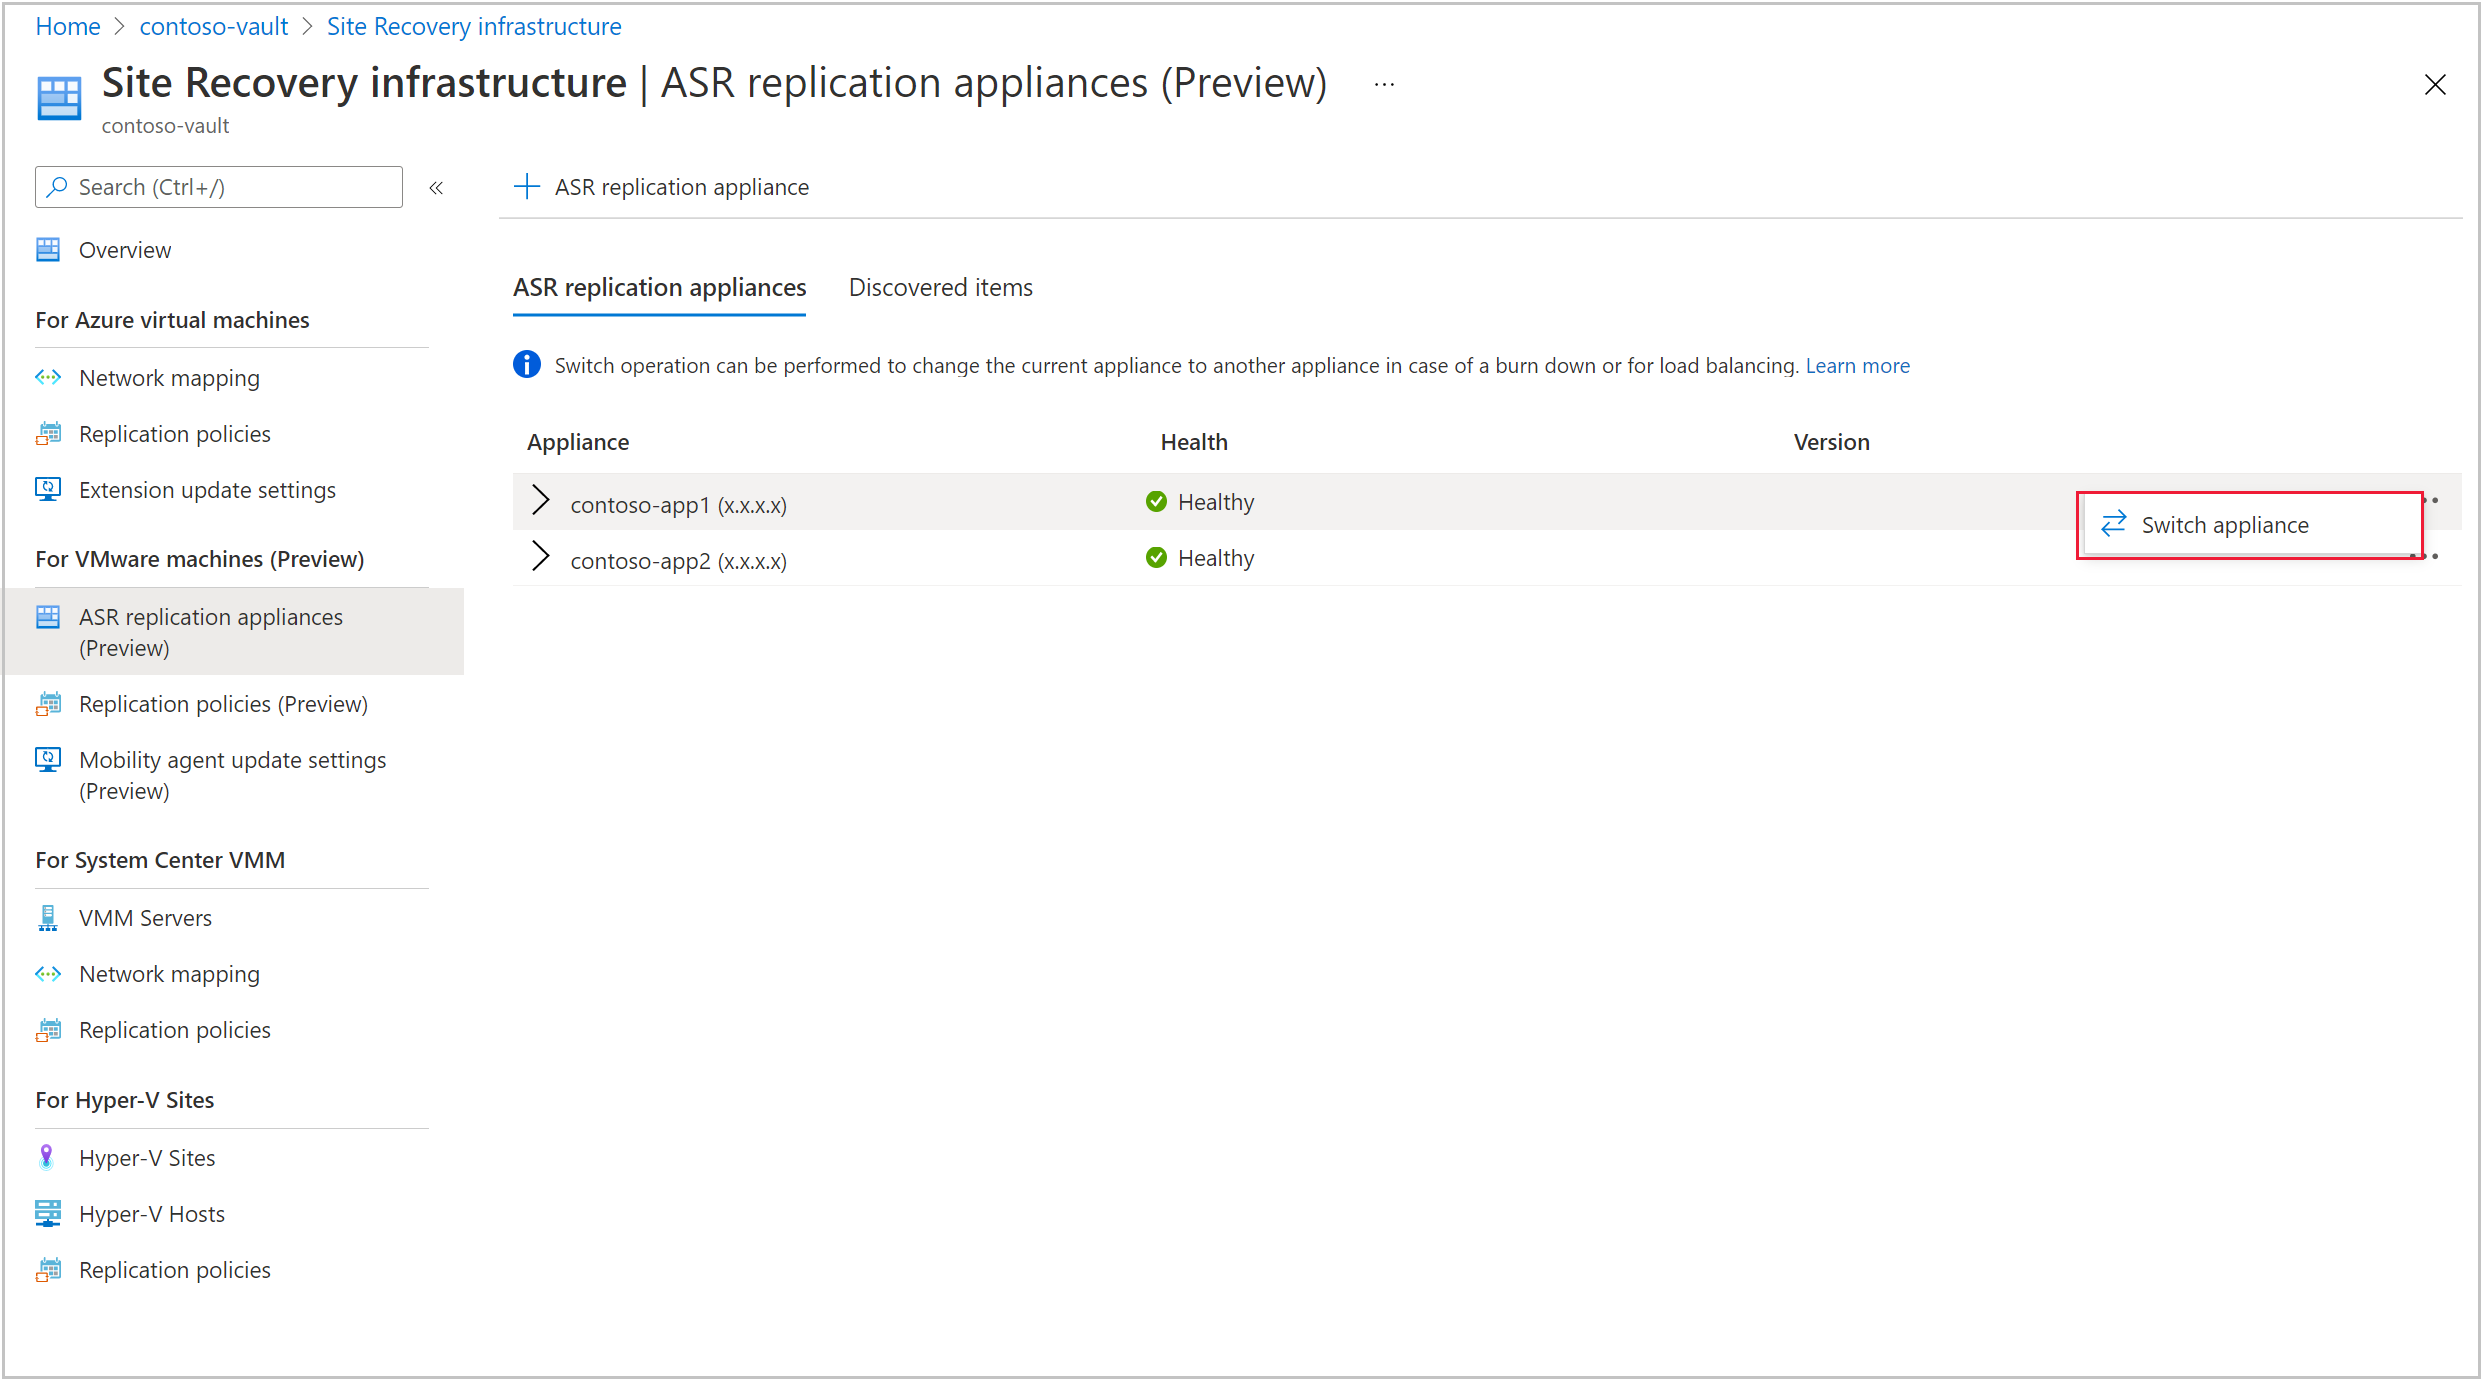 Home > contoso-vault > Site Recovery infrastructure
Site Recovery infrastructure | ASR replication appliances (Preview) ...
contoso-vault
Search (Ctrl+/) «
Overview
For Azure virtual machines
Network mapping
Replication policies
Extension update settings
For VMware machines (Preview)
ASR replication appliances
(Preview)
Replication policies (Preview)
Mobility agent update settings
(Preview)
For System Center VMM
VMM Servers
Network mapping
Replication policies
For Hyper-V Sites
Hyper-V Sites
Hyper-V Hosts
Replication policies
ASR replication appliance
ASR replication appliances Discovered items
Switch operation can be performed to change the current appliance to another appliance in case of a burn down or for load balancing. Learn more
Appliance Health Version
contoso-app1 (x.x.x.x) Healthy
Switch appliance
contoso-app2 (x.x.x.x) Healthy